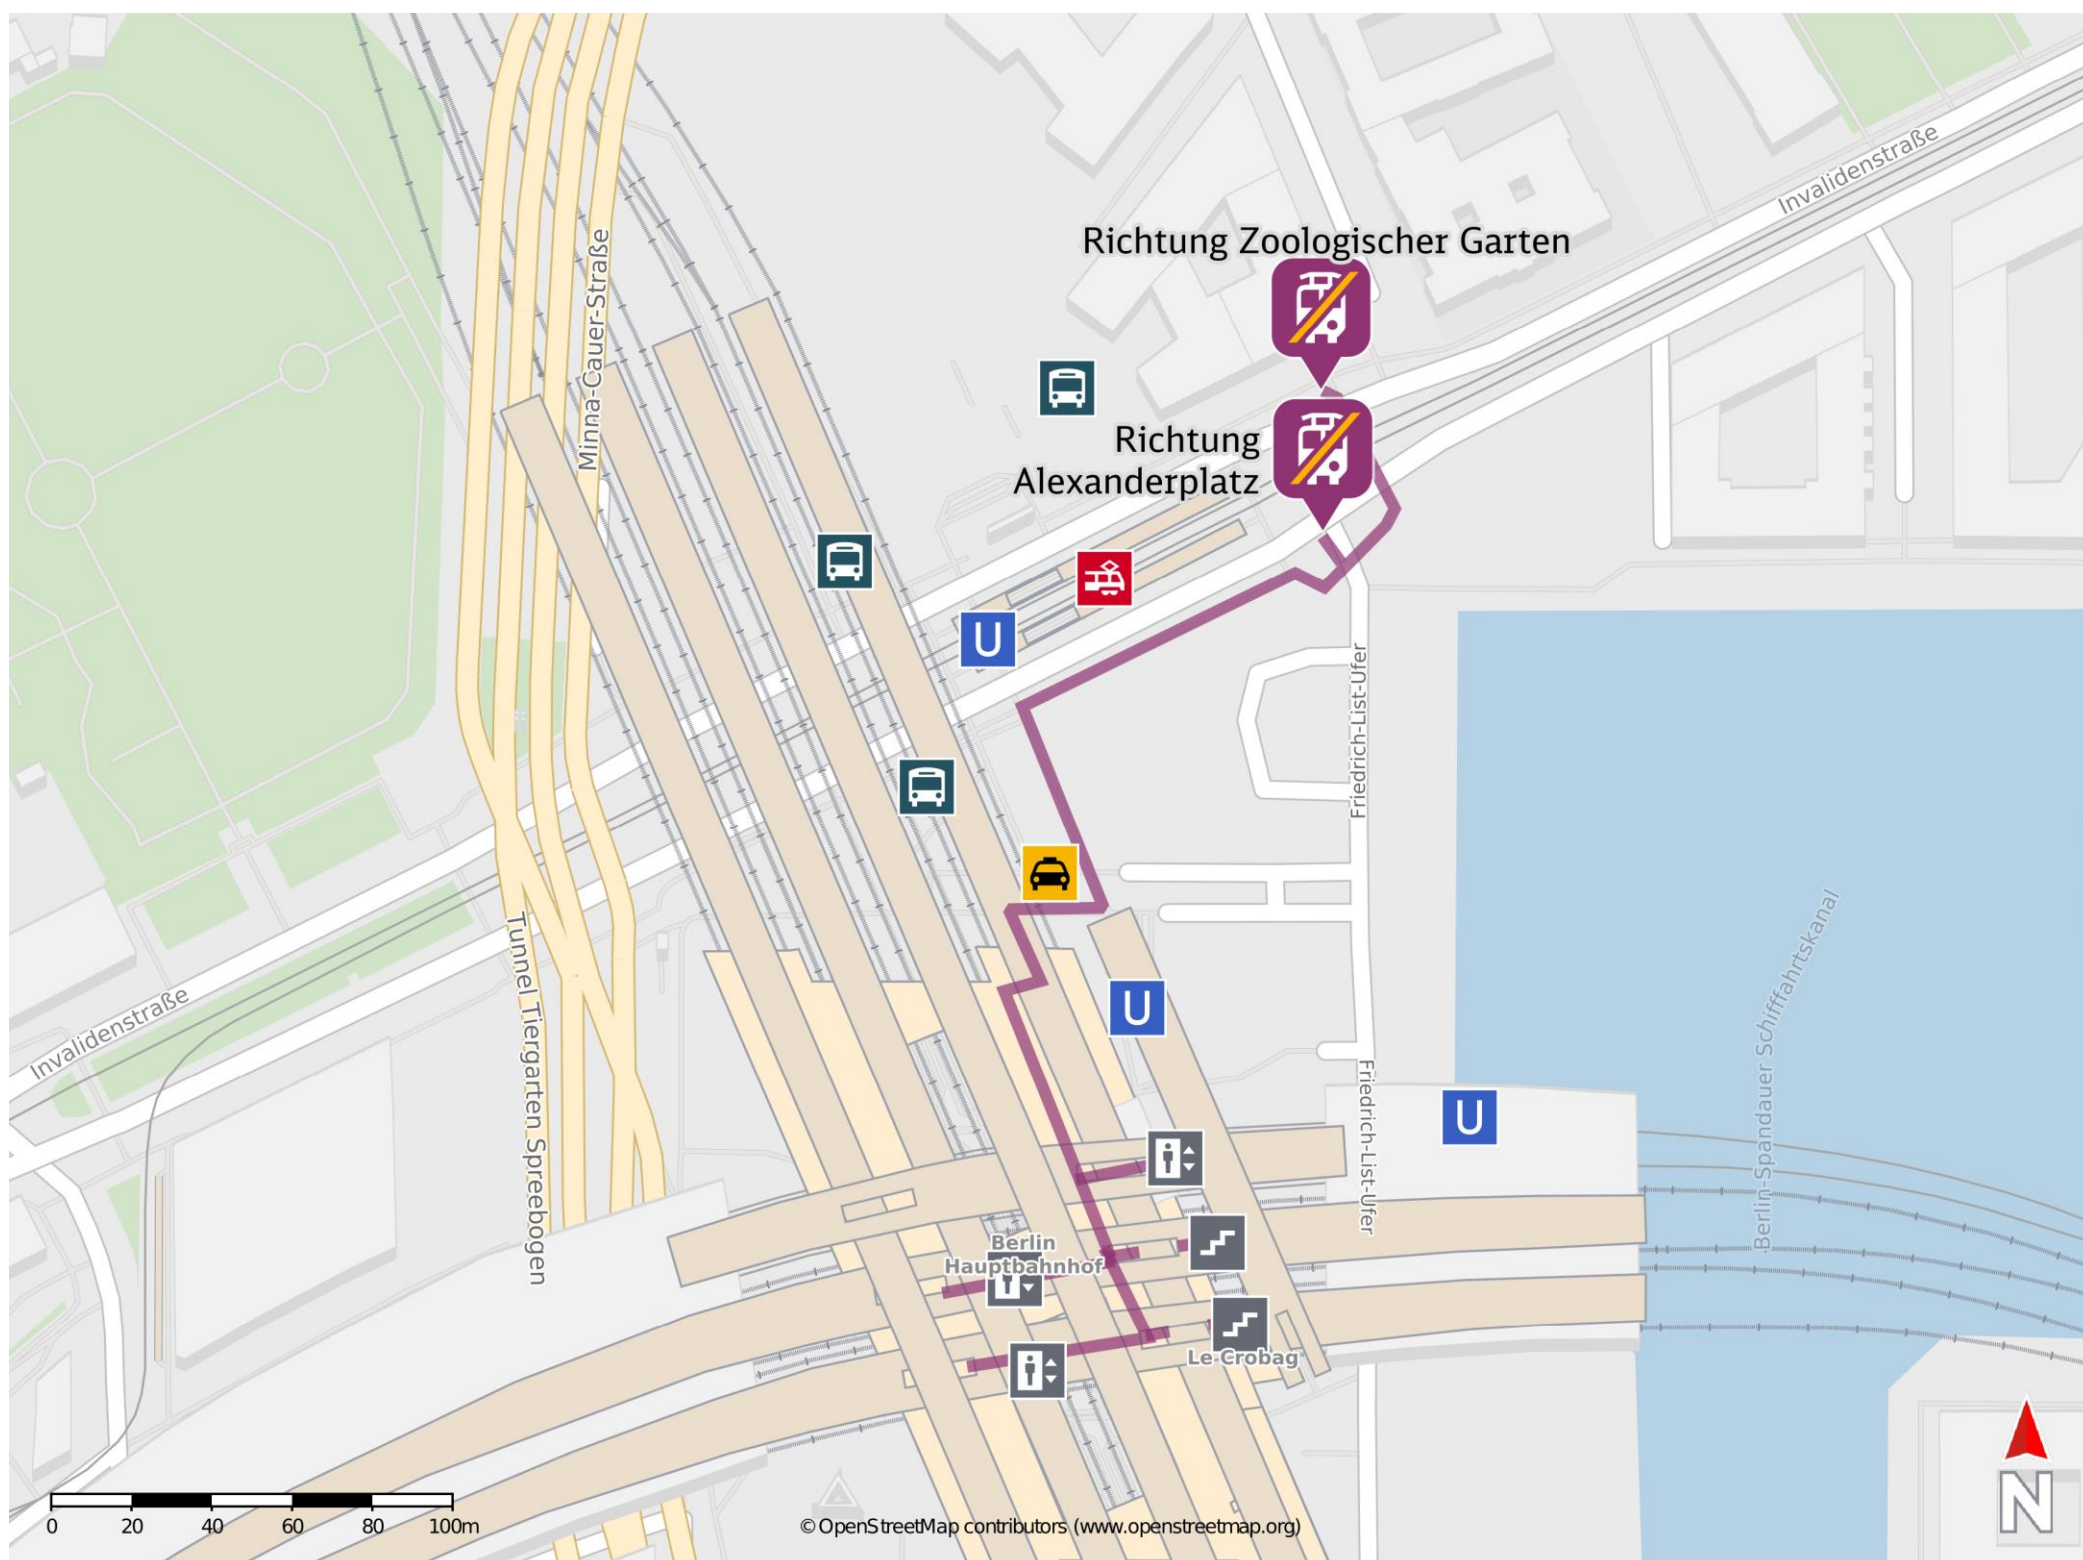 Invalidenstraße
Richtung Zoologischer Garten
Minna-Cauer-Straße
Richtung
Alexanderplatz
U
Friedrich-List-Ufer
Tunnel Tiergarten Spreebogen
Berlin-Spandauer Schifffahrtskanal
Invalidenstraße
U
U
Friedrich-List-Ufer
Berlin
Hauptbahnhof
Le Crobag
N
0 20 40 60 80 100m
© OpenStreetMap contributors (www.openstreetmap.org)